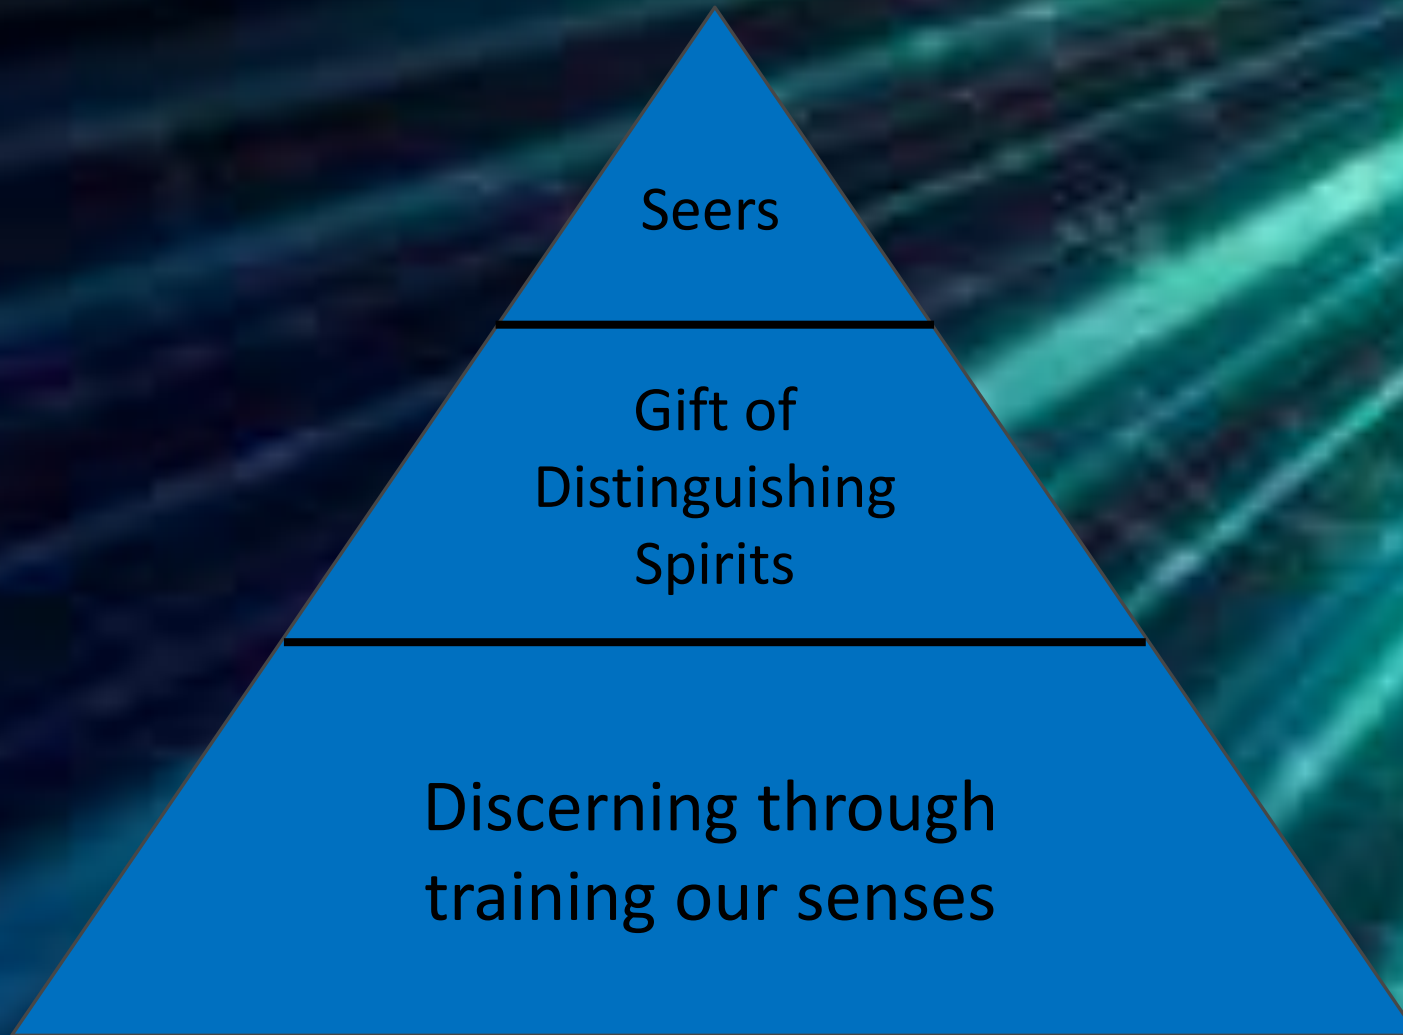 Seers
Gift of
Distinguishing
Spirits
Discerning through
training our senses